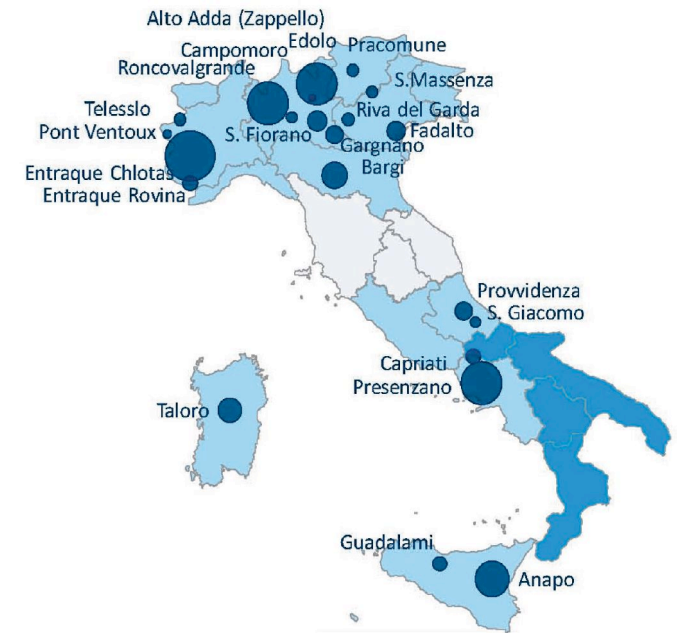 Alto Adda (Zappello)
Edolo Pracomune
Campomoro
Roncovalgrande
S.Massenza
Telesslo
Riva del Garda
Pont Ventoux
S. Fiorano
Fadalto
Gargnano
Entraque Chlotas
Bargi
Entraque Rovina
Provvidenza
S. Giacomo
Capriati
Presenzano
Taloro
Guadalami
Anapo